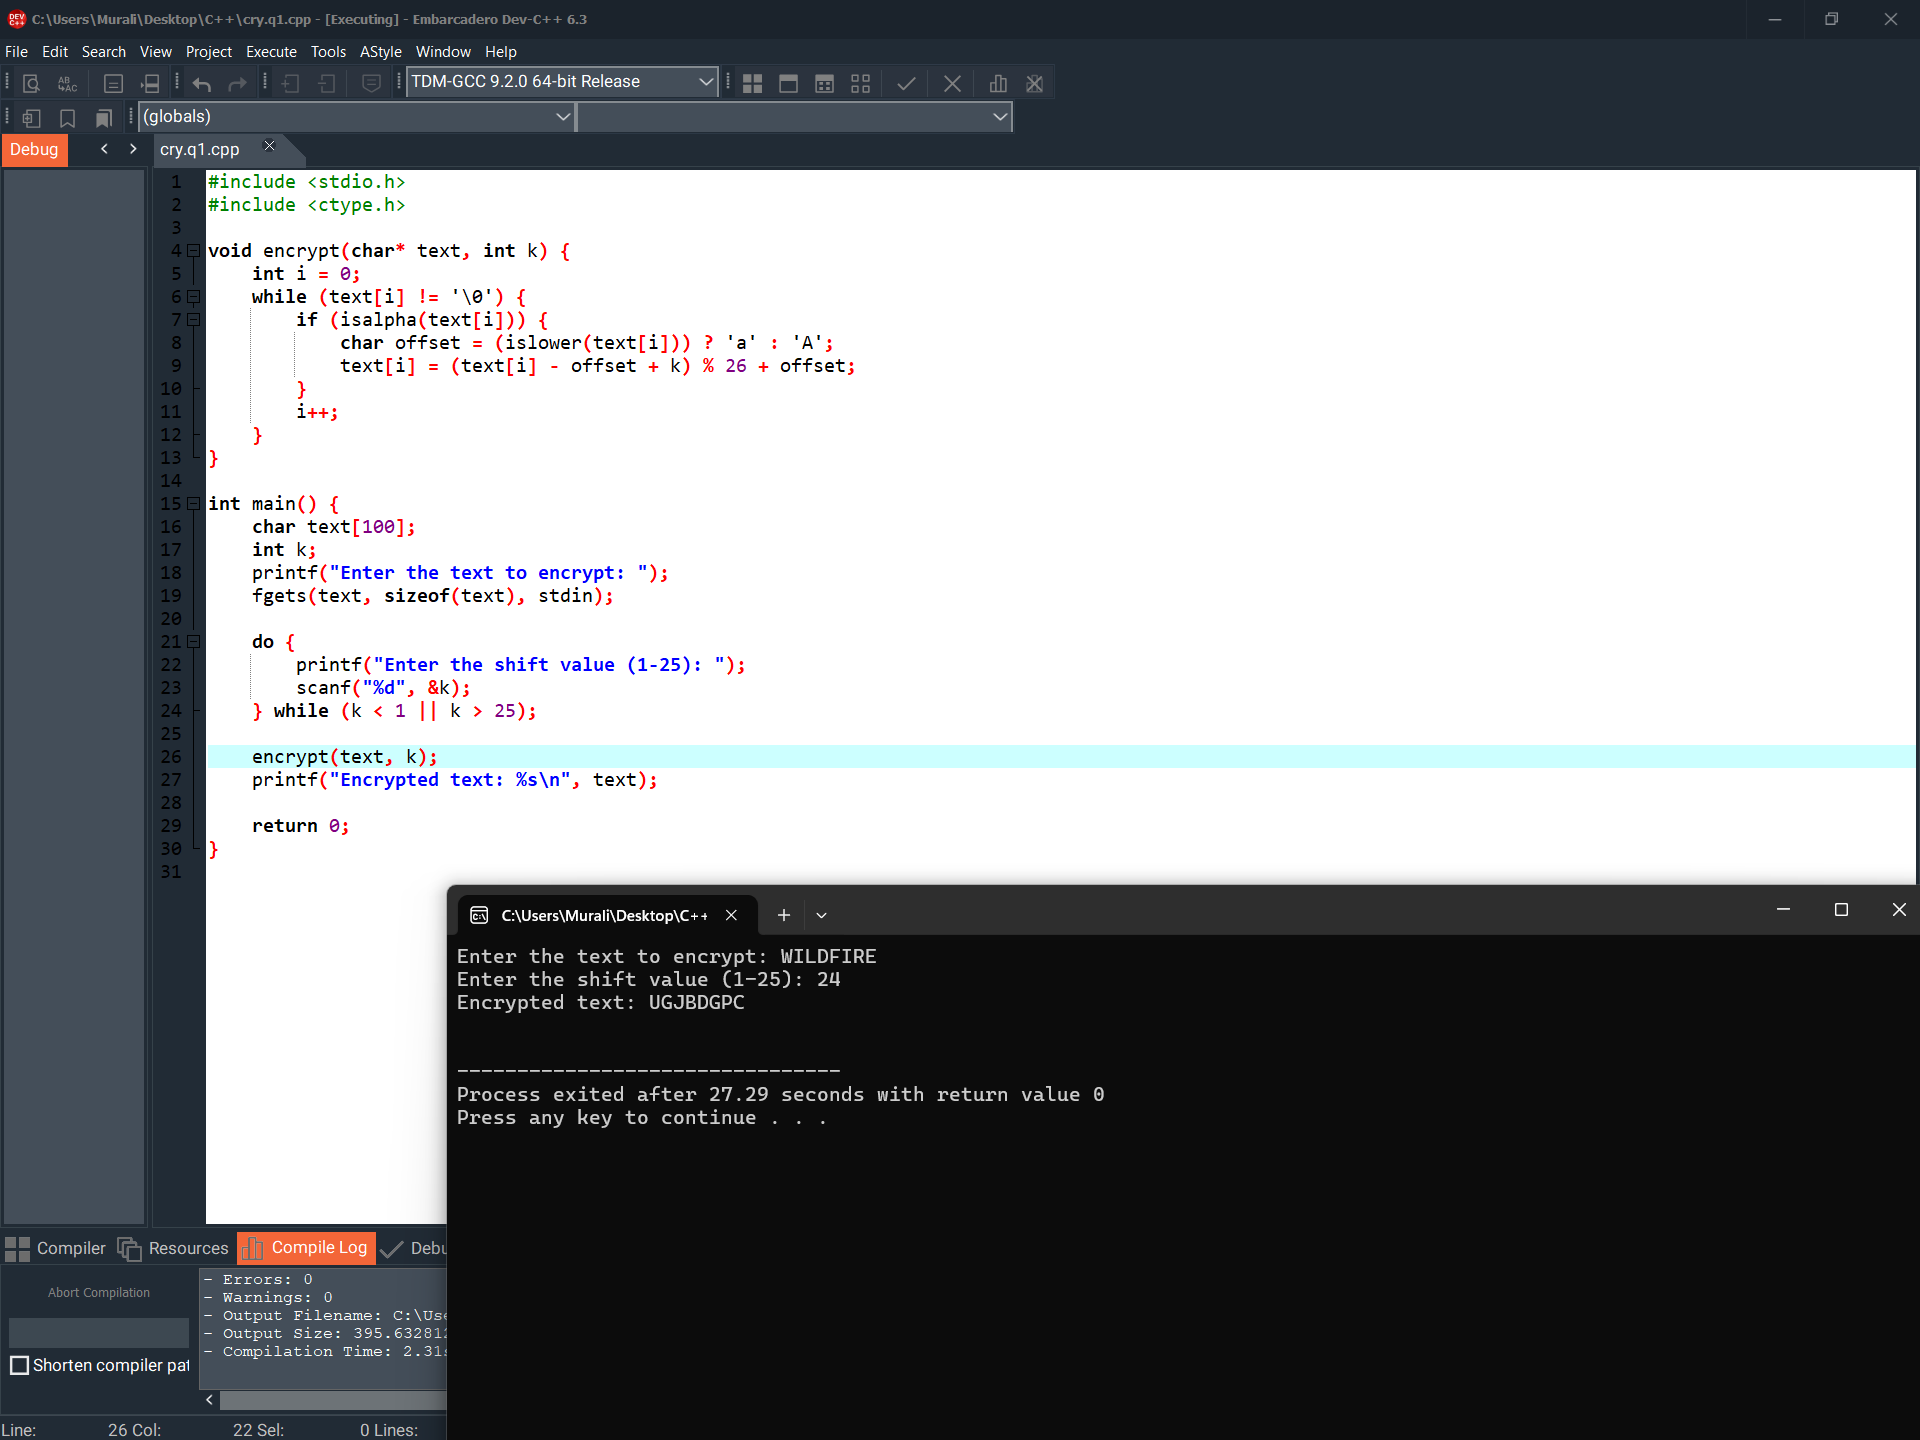 C:\Users\Murali\Desktop\C++\cry.q1.cpp - [Executing] - Embarcadero Dev-C++ 6.3
File Edit Search View Project Execute Tools AStyle Window Help
TDM-GCC 9.2.0 64-bit Release
(globals)
Debug
cry.q1.cpp
1 #include <stdio.h>
2 #include <ctype.h>
3
4 void encrypt(char* text, int k) {
5     int i = 0;
6     while (text[i] != '\0') {
7         if (isalpha(text[i])) {
8             char offset = (islower(text[i])) ? 'a' : 'A';
9             text[i] = (text[i] - offset + k) % 26 + offset;
10         }
11         i++;
12     }
13 }
14
15 int main() {
16     char text[100];
17     int k;
18     printf("Enter the text to encrypt: ");
19     fgets(text, sizeof(text), stdin);
20
21     do {
22         printf("Enter the shift value (1-25): ");
23         scanf("%d", &k);
24     } while (k < 1 || k > 25);
25
26     encrypt(text, k);
27     printf("Encrypted text: %s\n", text);
28
29     return 0;
30 }
31
C:\Users\Murali\Desktop\C++
Enter the text to encrypt: WILDFIRE
Enter the shift value (1-25): 24
Encrypted text: UGJBDGPC
--------------------------------
Process exited after 27.29 seconds with return value 0
Press any key to continue . . .
Compiler Resources Compile Log Debu
Abort Compilation
Shorten compiler pat
- Errors: 0
- Warnings: 0
- Output Filename: C:\Use
- Output Size: 395.632812
- Compilation Time: 2.31s
Line: 26 Col: 22 Sel: 0 Lines: